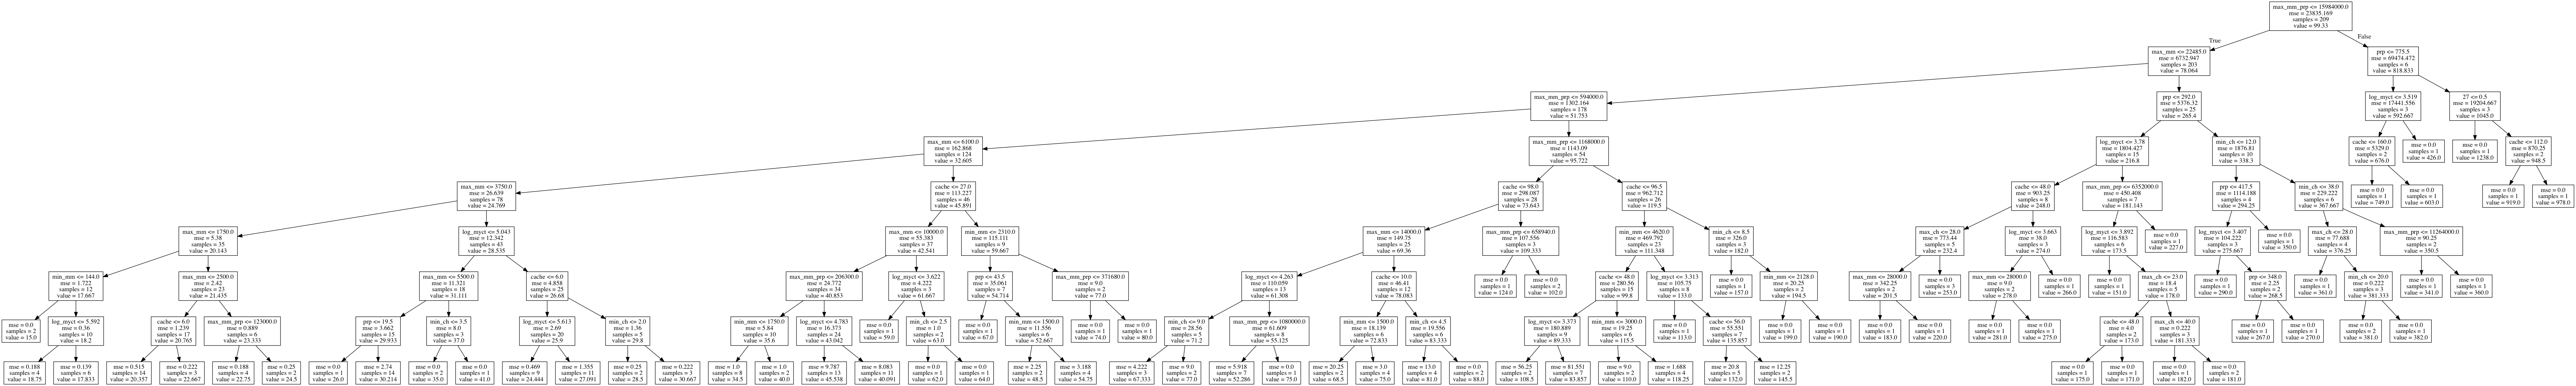 max_mm_prp <= 15984000.0
mse = 23835.169
samples = 209
value = 99.33
True
False
max_mm <= 22485.0
mse = 6732.947
samples = 203
value = 78.064
prp <= 775.5
mse = 69474.472
samples = 6
value = 818.833
max_mm_prp <= 594000.0
mse = 1302.164
samples = 178
value = 51.753
prp <= 292.0
mse = 5376.32
samples = 25
value = 265.4
log_myct <= 3.519
mse = 17441.556
samples = 3
value = 592.667
27 <= 0.5
mse = 19204.667
samples = 3
value = 1045.0
max_mm <= 6100.0
mse = 162.868
samples = 124
value = 32.605
max_mm_prp <= 1168000.0
mse = 1143.09
samples = 54
value = 95.722
log_myct <= 3.78
mse = 1804.427
samples = 15
value = 216.8
min_ch <= 12.0
mse = 1876.81
samples = 10
value = 338.3
cache <= 160.0
mse = 5329.0
samples = 2
value = 676.0
mse = 0.0
samples = 1
value = 426.0
mse = 0.0
samples = 1
value = 1238.0
cache <= 112.0
mse = 870.25
samples = 2
value = 948.5
max_mm <= 3750.0
mse = 26.639
samples = 78
value = 24.769
cache <= 27.0
mse = 113.227
samples = 46
value = 45.891
cache <= 98.0
mse = 298.087
samples = 28
value = 73.643
cache <= 96.5
mse = 962.712
samples = 26
value = 119.5
cache <= 48.0
mse = 903.25
samples = 8
value = 248.0
max_mm_prp <= 6352000.0
mse = 450.408
samples = 7
value = 181.143
prp <= 417.5
mse = 1114.188
samples = 4
value = 294.25
min_ch <= 38.0
mse = 229.222
samples = 6
value = 367.667
mse = 0.0
samples = 1
value = 749.0
mse = 0.0
samples = 1
value = 603.0
mse = 0.0
samples = 1
value = 919.0
mse = 0.0
samples = 1
value = 978.0
max_mm <= 1750.0
mse = 5.38
samples = 35
value = 20.143
log_myct <= 5.043
mse = 12.342
samples = 43
value = 28.535
max_mm <= 10000.0
mse = 55.383
samples = 37
value = 42.541
min_mm <= 2310.0
mse = 115.111
samples = 9
value = 59.667
max_mm <= 14000.0
mse = 149.75
samples = 25
value = 69.36
max_mm_prp <= 658940.0
mse = 107.556
samples = 3
value = 109.333
min_mm <= 4620.0
mse = 469.792
samples = 23
value = 111.348
min_ch <= 8.5
mse = 326.0
samples = 3
value = 182.0
max_ch <= 28.0
mse = 773.44
samples = 5
value = 232.4
log_myct <= 3.663
mse = 38.0
samples = 3
value = 274.0
log_myct <= 3.892
mse = 116.583
samples = 6
value = 173.5
mse = 0.0
samples = 1
value = 227.0
log_myct <= 3.407
mse = 104.222
samples = 3
value = 275.667
mse = 0.0
samples = 1
value = 350.0
max_ch <= 28.0
mse = 77.688
samples = 4
value = 376.25
max_mm_prp <= 11264000.0
mse = 90.25
samples = 2
value = 350.5
min_mm <= 144.0
mse = 1.722
samples = 12
value = 17.667
max_mm <= 2500.0
mse = 2.42
samples = 23
value = 21.435
max_mm <= 5500.0
mse = 11.321
samples = 18
value = 31.111
cache <= 6.0
mse = 4.858
samples = 25
value = 26.68
max_mm_prp <= 206300.0
mse = 24.772
samples = 34
value = 40.853
log_myct <= 3.622
mse = 4.222
samples = 3
value = 61.667
prp <= 43.5
mse = 35.061
samples = 7
value = 54.714
max_mm_prp <= 371680.0
mse = 9.0
samples = 2
value = 77.0
log_myct <= 4.263
mse = 110.059
samples = 13
value = 61.308
cache <= 10.0
mse = 46.41
samples = 12
value = 78.083
mse = 0.0
samples = 1
value = 124.0
mse = 0.0
samples = 2
value = 102.0
cache <= 48.0
mse = 280.56
samples = 15
value = 99.8
log_myct <= 3.313
mse = 105.75
samples = 8
value = 133.0
mse = 0.0
samples = 1
value = 157.0
min_mm <= 2128.0
mse = 20.25
samples = 2
value = 194.5
max_mm <= 28000.0
mse = 342.25
samples = 2
value = 201.5
mse = 0.0
samples = 3
value = 253.0
max_mm <= 28000.0
mse = 9.0
samples = 2
value = 278.0
mse = 0.0
samples = 1
value = 266.0
mse = 0.0
samples = 1
value = 151.0
max_ch <= 23.0
mse = 18.4
samples = 5
value = 178.0
mse = 0.0
samples = 1
value = 290.0
prp <= 348.0
mse = 2.25
samples = 2
value = 268.5
mse = 0.0
samples = 1
value = 361.0
min_ch <= 20.0
mse = 0.222
samples = 3
value = 381.333
mse = 0.0
samples = 1
value = 341.0
mse = 0.0
samples = 1
value = 360.0
mse = 0.0
samples = 2
value = 15.0
log_myct <= 5.592
mse = 0.36
samples = 10
value = 18.2
cache <= 6.0
mse = 1.239
samples = 17
value = 20.765
max_mm_prp <= 123000.0
mse = 0.889
samples = 6
value = 23.333
prp <= 19.5
mse = 3.662
samples = 15
value = 29.933
min_ch <= 3.5
mse = 8.0
samples = 3
value = 37.0
log_myct <= 5.613
mse = 2.69
samples = 20
value = 25.9
min_ch <= 2.0
mse = 1.36
samples = 5
value = 29.8
min_mm <= 1750.0
mse = 5.84
samples = 10
value = 35.6
log_myct <= 4.783
mse = 16.373
samples = 24
value = 43.042
mse = 0.0
samples = 1
value = 59.0
min_ch <= 2.5
mse = 1.0
samples = 2
value = 63.0
mse = 0.0
samples = 1
value = 67.0
min_mm <= 1500.0
mse = 11.556
samples = 6
value = 52.667
mse = 0.0
samples = 1
value = 74.0
mse = 0.0
samples = 1
value = 80.0
min_ch <= 9.0
mse = 28.56
samples = 5
value = 71.2
max_mm_prp <= 1080000.0
mse = 61.609
samples = 8
value = 55.125
min_mm <= 1500.0
mse = 18.139
samples = 6
value = 72.833
min_ch <= 4.5
mse = 19.556
samples = 6
value = 83.333
log_myct <= 3.373
mse = 180.889
samples = 9
value = 89.333
min_mm <= 3000.0
mse = 19.25
samples = 6
value = 115.5
mse = 0.0
samples = 1
value = 113.0
cache <= 56.0
mse = 55.551
samples = 7
value = 135.857
mse = 0.0
samples = 1
value = 199.0
mse = 0.0
samples = 1
value = 190.0
mse = 0.0
samples = 1
value = 183.0
mse = 0.0
samples = 1
value = 220.0
mse = 0.0
samples = 1
value = 281.0
mse = 0.0
samples = 1
value = 275.0
cache <= 48.0
mse = 4.0
samples = 2
value = 173.0
max_ch <= 40.0
mse = 0.222
samples = 3
value = 181.333
mse = 0.0
samples = 1
value = 267.0
mse = 0.0
samples = 1
value = 270.0
mse = 0.0
samples = 2
value = 381.0
mse = 0.0
samples = 1
value = 382.0
mse = 0.188
samples = 4
value = 18.75
mse = 0.139
samples = 6
value = 17.833
mse = 0.515
samples = 14
value = 20.357
mse = 0.222
samples = 3
value = 22.667
mse = 0.188
samples = 4
value = 22.75
mse = 0.25
samples = 2
value = 24.5
mse = 0.0
samples = 1
value = 26.0
mse = 2.74
samples = 14
value = 30.214
mse = 0.0
samples = 2
value = 35.0
mse = 0.0
samples = 1
value = 41.0
mse = 0.469
samples = 9
value = 24.444
mse = 1.355
samples = 11
value = 27.091
mse = 0.25
samples = 2
value = 28.5
mse = 0.222
samples = 3
value = 30.667
mse = 1.0
samples = 8
value = 34.5
mse = 1.0
samples = 2
value = 40.0
mse = 9.787
samples = 13
value = 45.538
mse = 8.083
samples = 11
value = 40.091
mse = 0.0
samples = 1
value = 62.0
mse = 0.0
samples = 1
value = 64.0
mse = 2.25
samples = 2
value = 48.5
mse = 3.188
samples = 4
value = 54.75
mse = 4.222
samples = 3
value = 67.333
mse = 9.0
samples = 2
value = 77.0
mse = 5.918
samples = 7
value = 52.286
mse = 0.0
samples = 1
value = 75.0
mse = 20.25
samples = 2
value = 68.5
mse = 3.0
samples = 4
value = 75.0
mse = 13.0
samples = 4
value = 81.0
mse = 0.0
samples = 2
value = 88.0
mse = 56.25
samples = 2
value = 108.5
mse = 81.551
samples = 7
value = 83.857
mse = 9.0
samples = 2
value = 110.0
mse = 1.688
samples = 4
value = 118.25
mse = 20.8
samples = 5
value = 132.0
mse = 12.25
samples = 2
value = 145.5
mse = 0.0
samples = 1
value = 175.0
mse = 0.0
samples = 1
value = 171.0
mse = 0.0
samples = 1
value = 182.0
mse = 0.0
samples = 2
value = 181.0